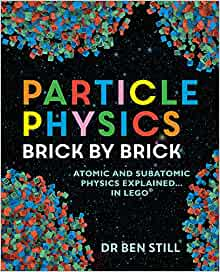 PARTICLE
PHYSICS
BRICK BY BRICK
ATOMIC AND SUBATOMIC
PHYSICS EXPLAINED...
IN LEGO®
DR BEN STILL